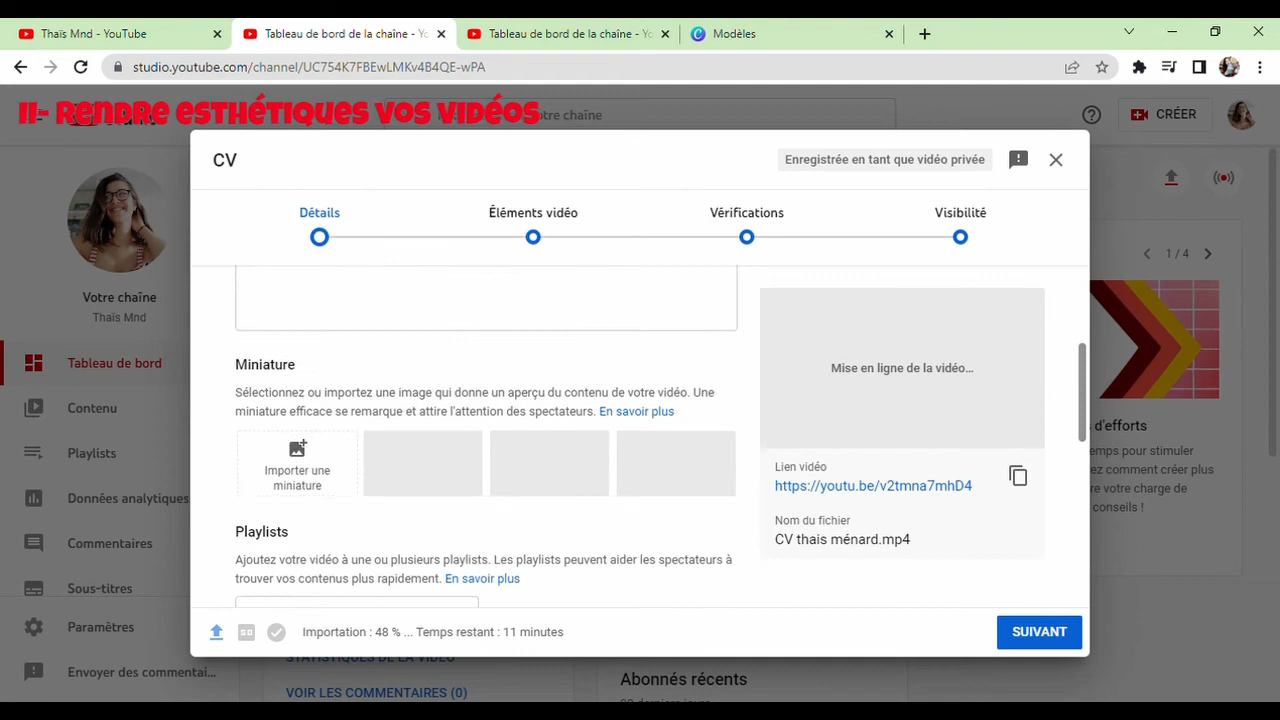 Thaïs Mnd - YouTube
Tableau de bord de la chaîne - Y
Tableau de bord de la chaîne - Y
Modèles
studio.youtube.com/channel/UC754K7FBEwLMKv4B4QE-wPA
II- Rendre esthétiques vos vidéos
votre chaîne
CRÉER
CV
Enregistrée en tant que vidéo privée
Détails
Éléments vidéo
Vérifications
Visibilité
1 / 4
Votre chaîne
Thaïs Mnd
Tableau de bord
Contenu
Playlists
Données analytiques
Commentaires
Sous-titres
Paramètres
Envoyer des commentai...
Miniature
Sélectionnez ou importez une image qui donne un aperçu du contenu de votre vidéo. Une
miniature efficace se remarque et attire l'attention des spectateurs. En savoir plus
Importer une
miniature
Playlists
Ajoutez votre vidéo à une ou plusieurs playlists. Les playlists peuvent aider les spectateurs à
trouver vos contenus plus rapidement. En savoir plus
Mise en ligne de la vidéo...
Lien vidéo
https://youtu.be/v2tmna7mhD4
Nom du fichier
CV thais ménard.mp4
d'efforts
temps pour stimuler
comment créer plus
votre charge de
conseils !
Importation : 48 % ... Temps restant : 11 minutes
SUIVANT
STATISTIQUES DE LA VIDÉO
VOIR LES COMMENTAIRES (0)
Abonnés récents